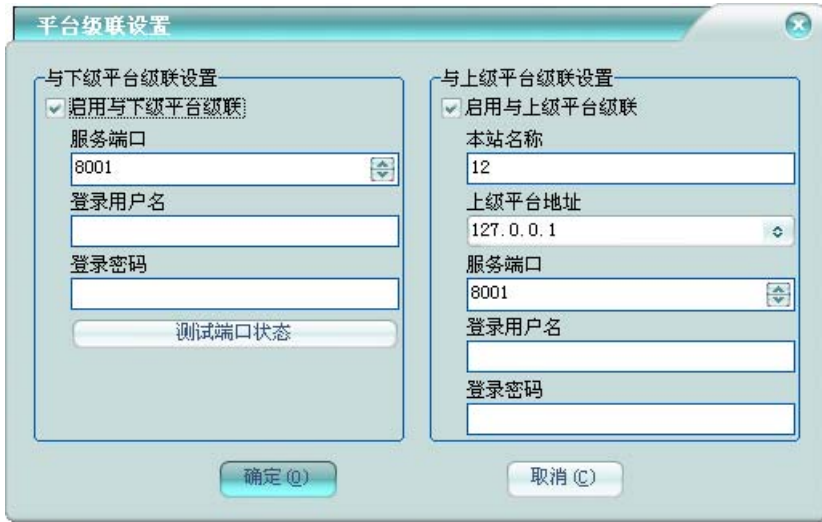 平台级联设置
与下级平台级联设置
启用与下级平台级联
服务端口
8001
登录用户名
登录密码
测试端口状态
与上级平台级联设置
启用与上级平台级联
本站名称
12
上级平台地址
127.0.0.1
服务端口
8001
登录用户名
登录密码
确定(O)
取消(C)